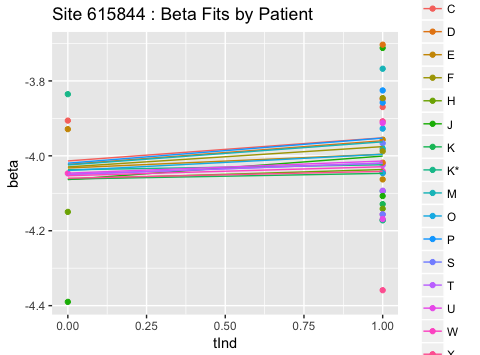 Site 615844 : Beta Fits by Patient
beta
-3.8
-4.0
-4.2
-4.4
0.00 0.25 0.50 0.75 1.00
tInd
C
D
E
F
H
J
K
K*
M
O
P
S
T
U
W
Y